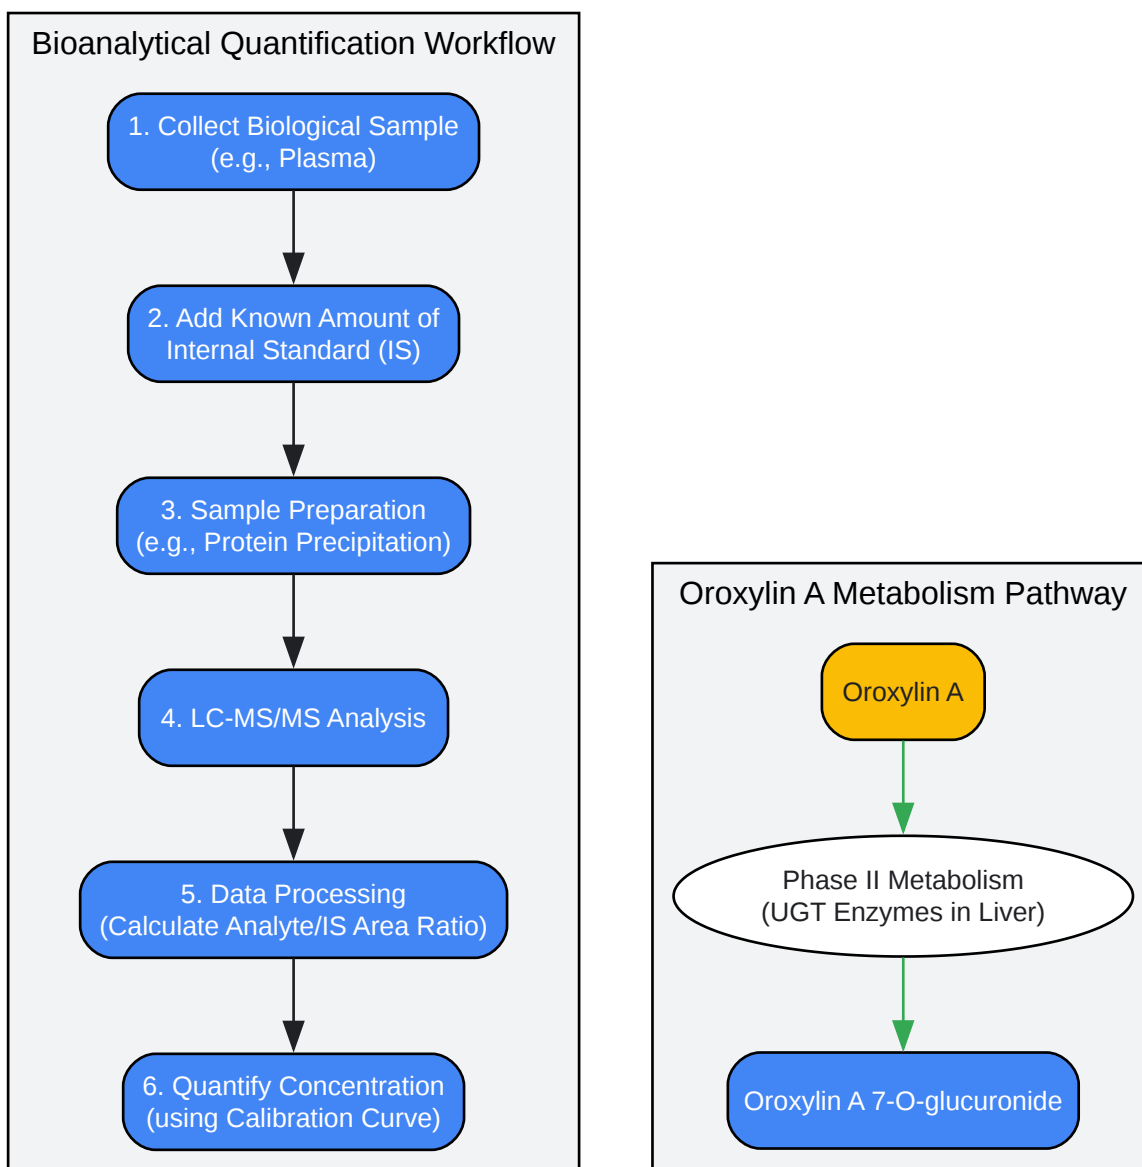 Bioanalytical Quantification Workflow
1. Collect Biological Sample
(e.g., Plasma)
2. Add Known Amount of
Internal Standard (IS)
3. Sample Preparation
(e.g., Protein Precipitation)
4. LC-MS/MS Analysis
5. Data Processing
(Calculate Analyte/IS Area Ratio)
6. Quantify Concentration
(using Calibration Curve)
Oroxylin A Metabolism Pathway
Oroxylin A
Phase II Metabolism
(UGT Enzymes in Liver)
Oroxylin A 7-O-glucuronide